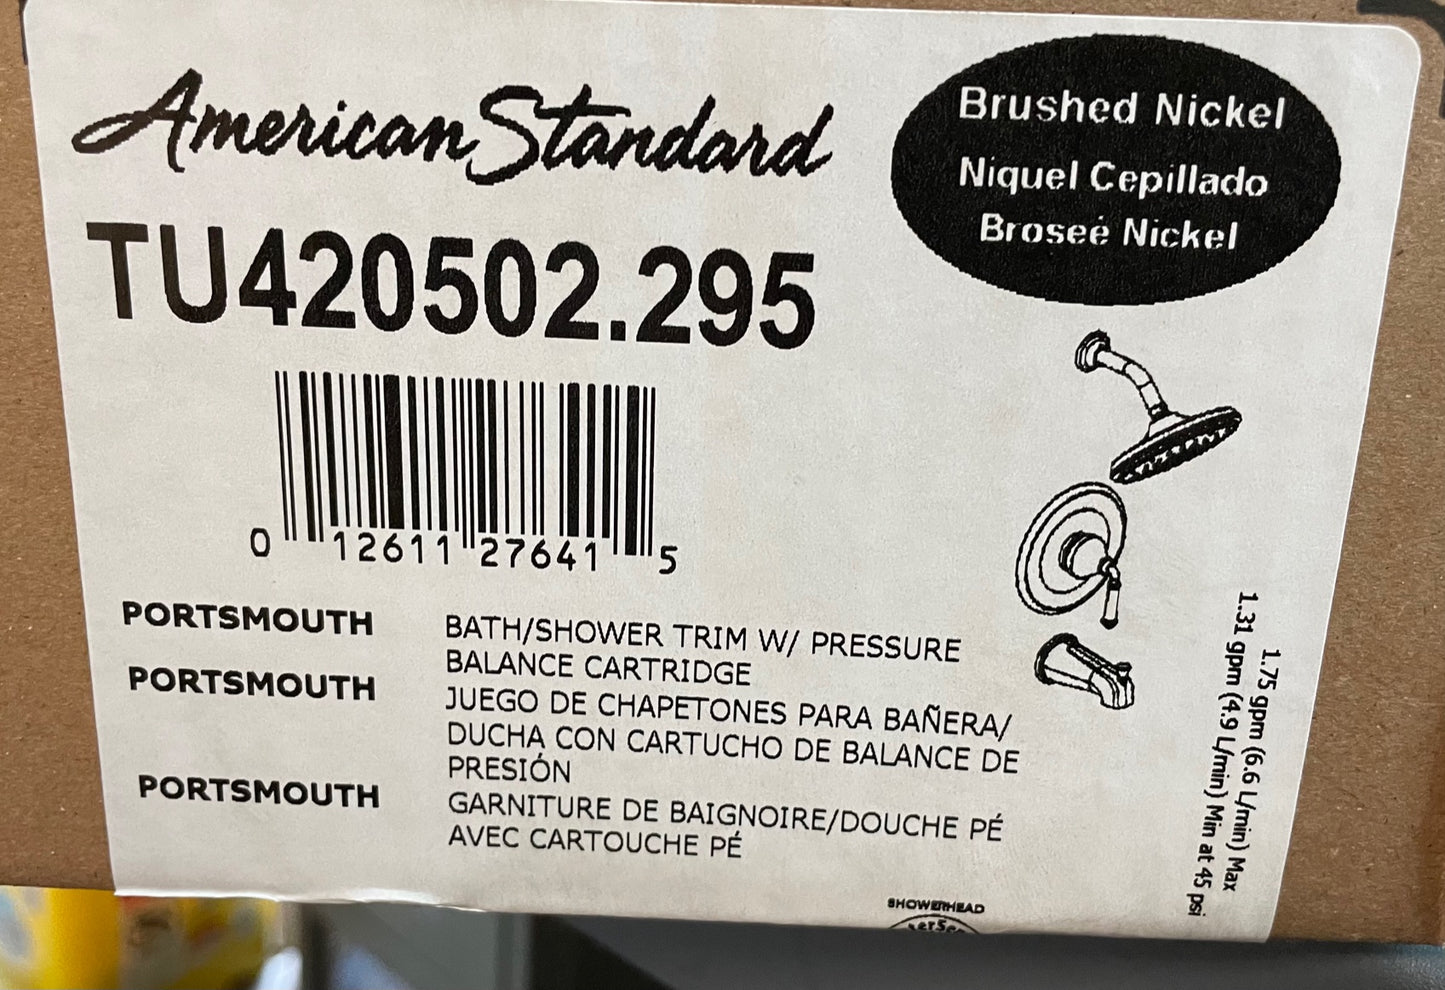 American Standard
Brushed Nickel
Niquel Cepillado
Broseé Nickel
TU420502.295
0 12611 27641 5
PORTSMOUTH
BATH/SHOWER TRIM W/ PRESSURE
BALANCE CARTRIDGE
PORTSMOUTH
JUEGO DE CHAPETONES PARA BAÑERA/
DUCHA CON CARTUCHO DE BALANCE DE
PRESIÓN
PORTSMOUTH
GARNITURE DE BAIGNOIRE/DOUCHE PÉ
AVEC CARTOUCHE PÉ
1.75 gpm (6.6 L/min) Max
1.31 gpm (4.9 L/min) Min at 45 psi
SHOWERHEAD